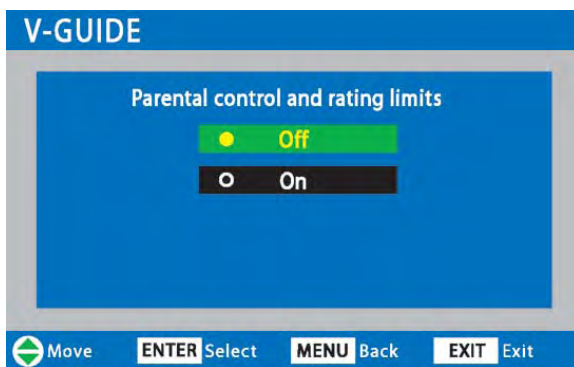 V-GUIDE
Parental control and rating limits
Off
On
Move ENTER Select MENU Back EXIT Exit